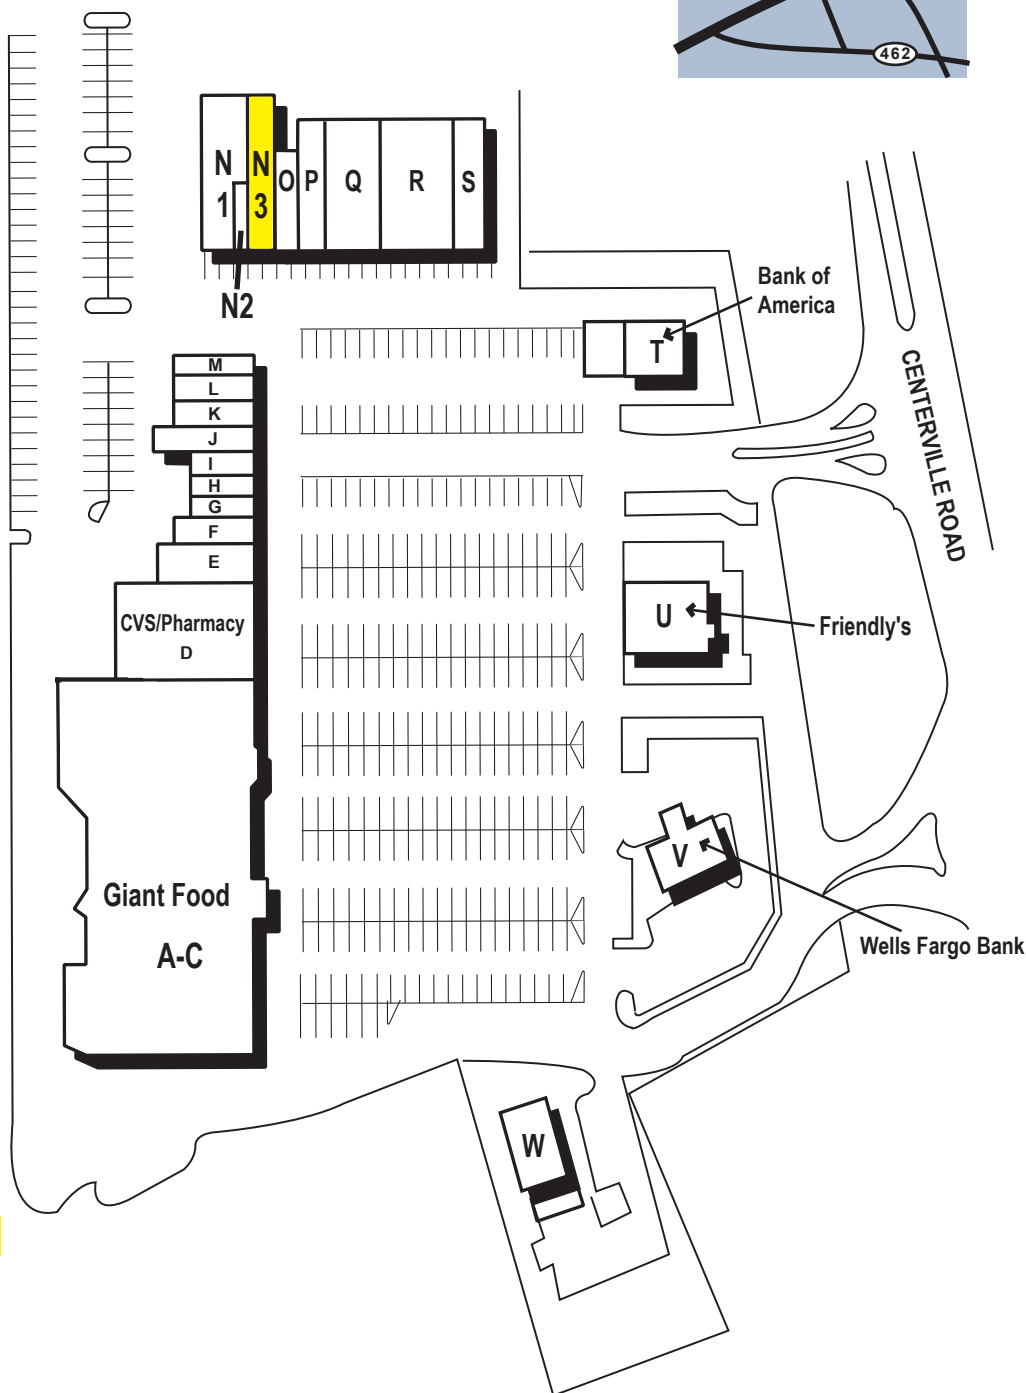 462
N
1
N
3
O
P
Q
R
S
N2
Bank of
America
T
CENTERVILLE ROAD
M
L
K
J
I
H
G
F
E
CVS/Pharmacy
D
U
Friendly's
V
Giant Food
A-C
Wells Fargo Bank
W